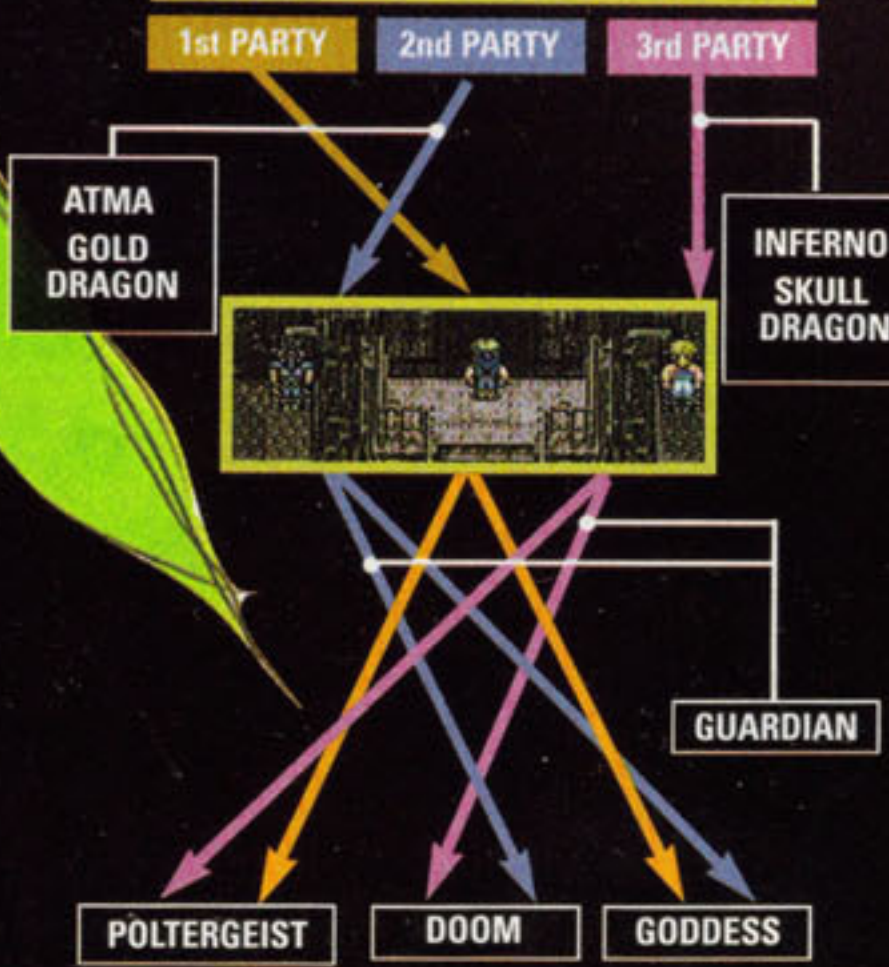 1st PARTY
2nd PARTY
3rd PARTY
ATMA
GOLD
DRAGON
INFERNO
SKULL
DRAGON
GUARDIAN
POLTERGEIST
DOOM
GODDESS